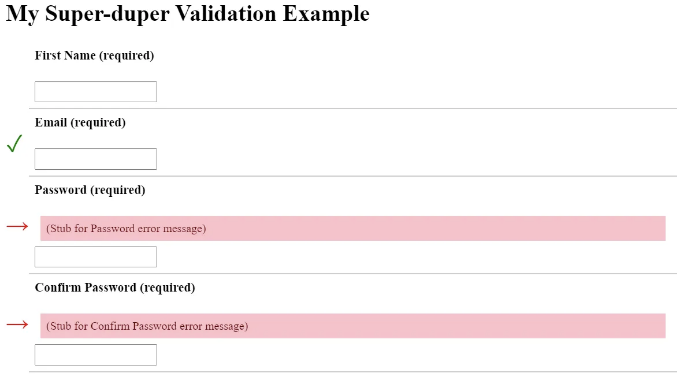 My Super-duper Validation Example
First Name (required)
Email (required)
Password (required)
(Stub for Password error message)
Confirm Password (required)
(Stub for Confirm Password error message)